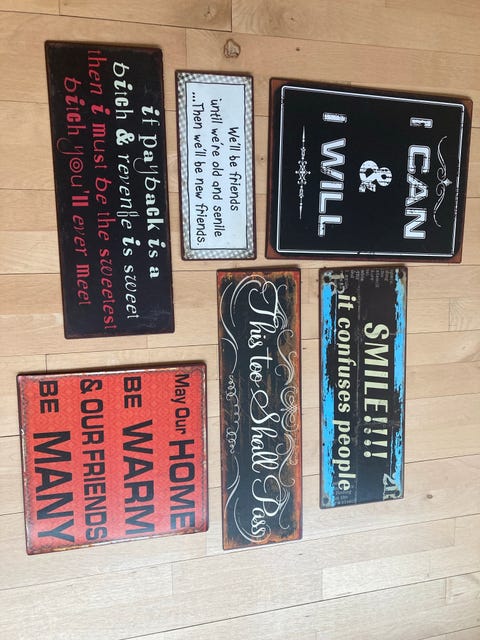 I CAN
&
I WILL
SMILE!!!!
it confuses people
We'll be friends
until we're old and senile
...Then we'll be new friends.
This too Shall Pass
if payback is a
bitch & revenge is sweet
then i must be the sweetest
bitch you'll ever meet
May Our HOME
BE WARM
& OUR FRIENDS
BE MANY